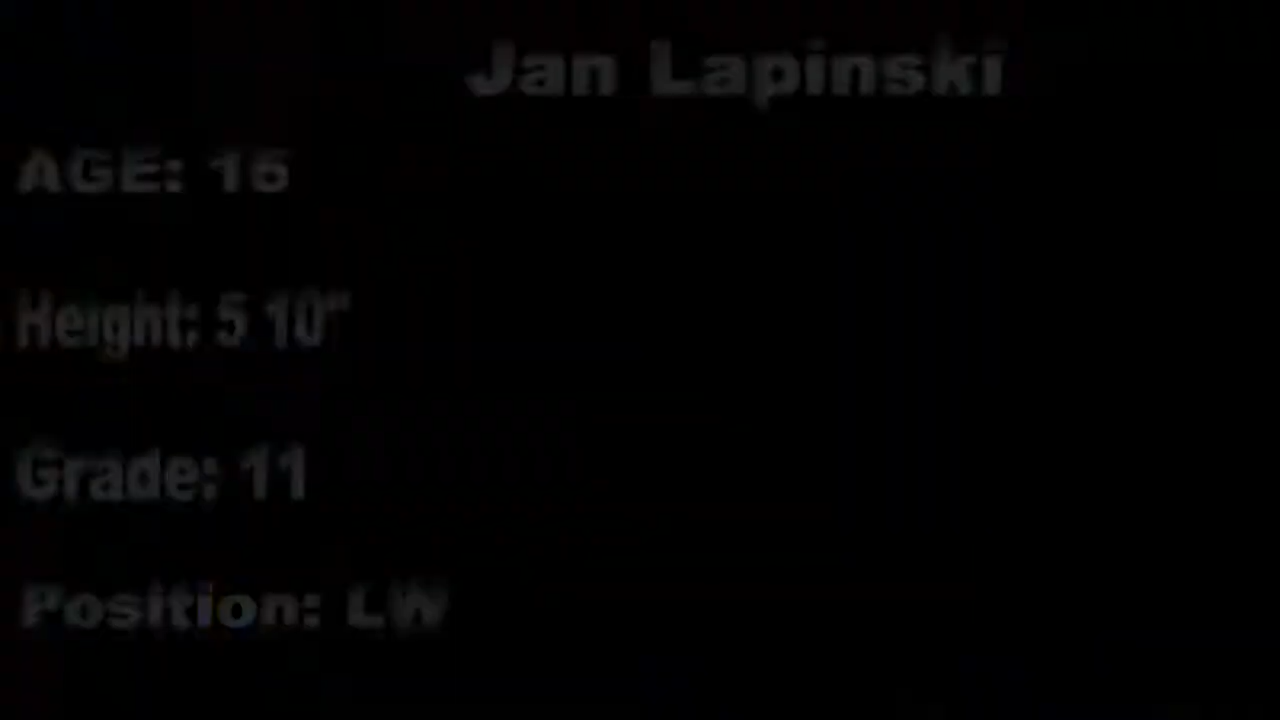 Jan Lapinski
AGE: 16
Height: 5 10"
Grade: 11
Position: LW